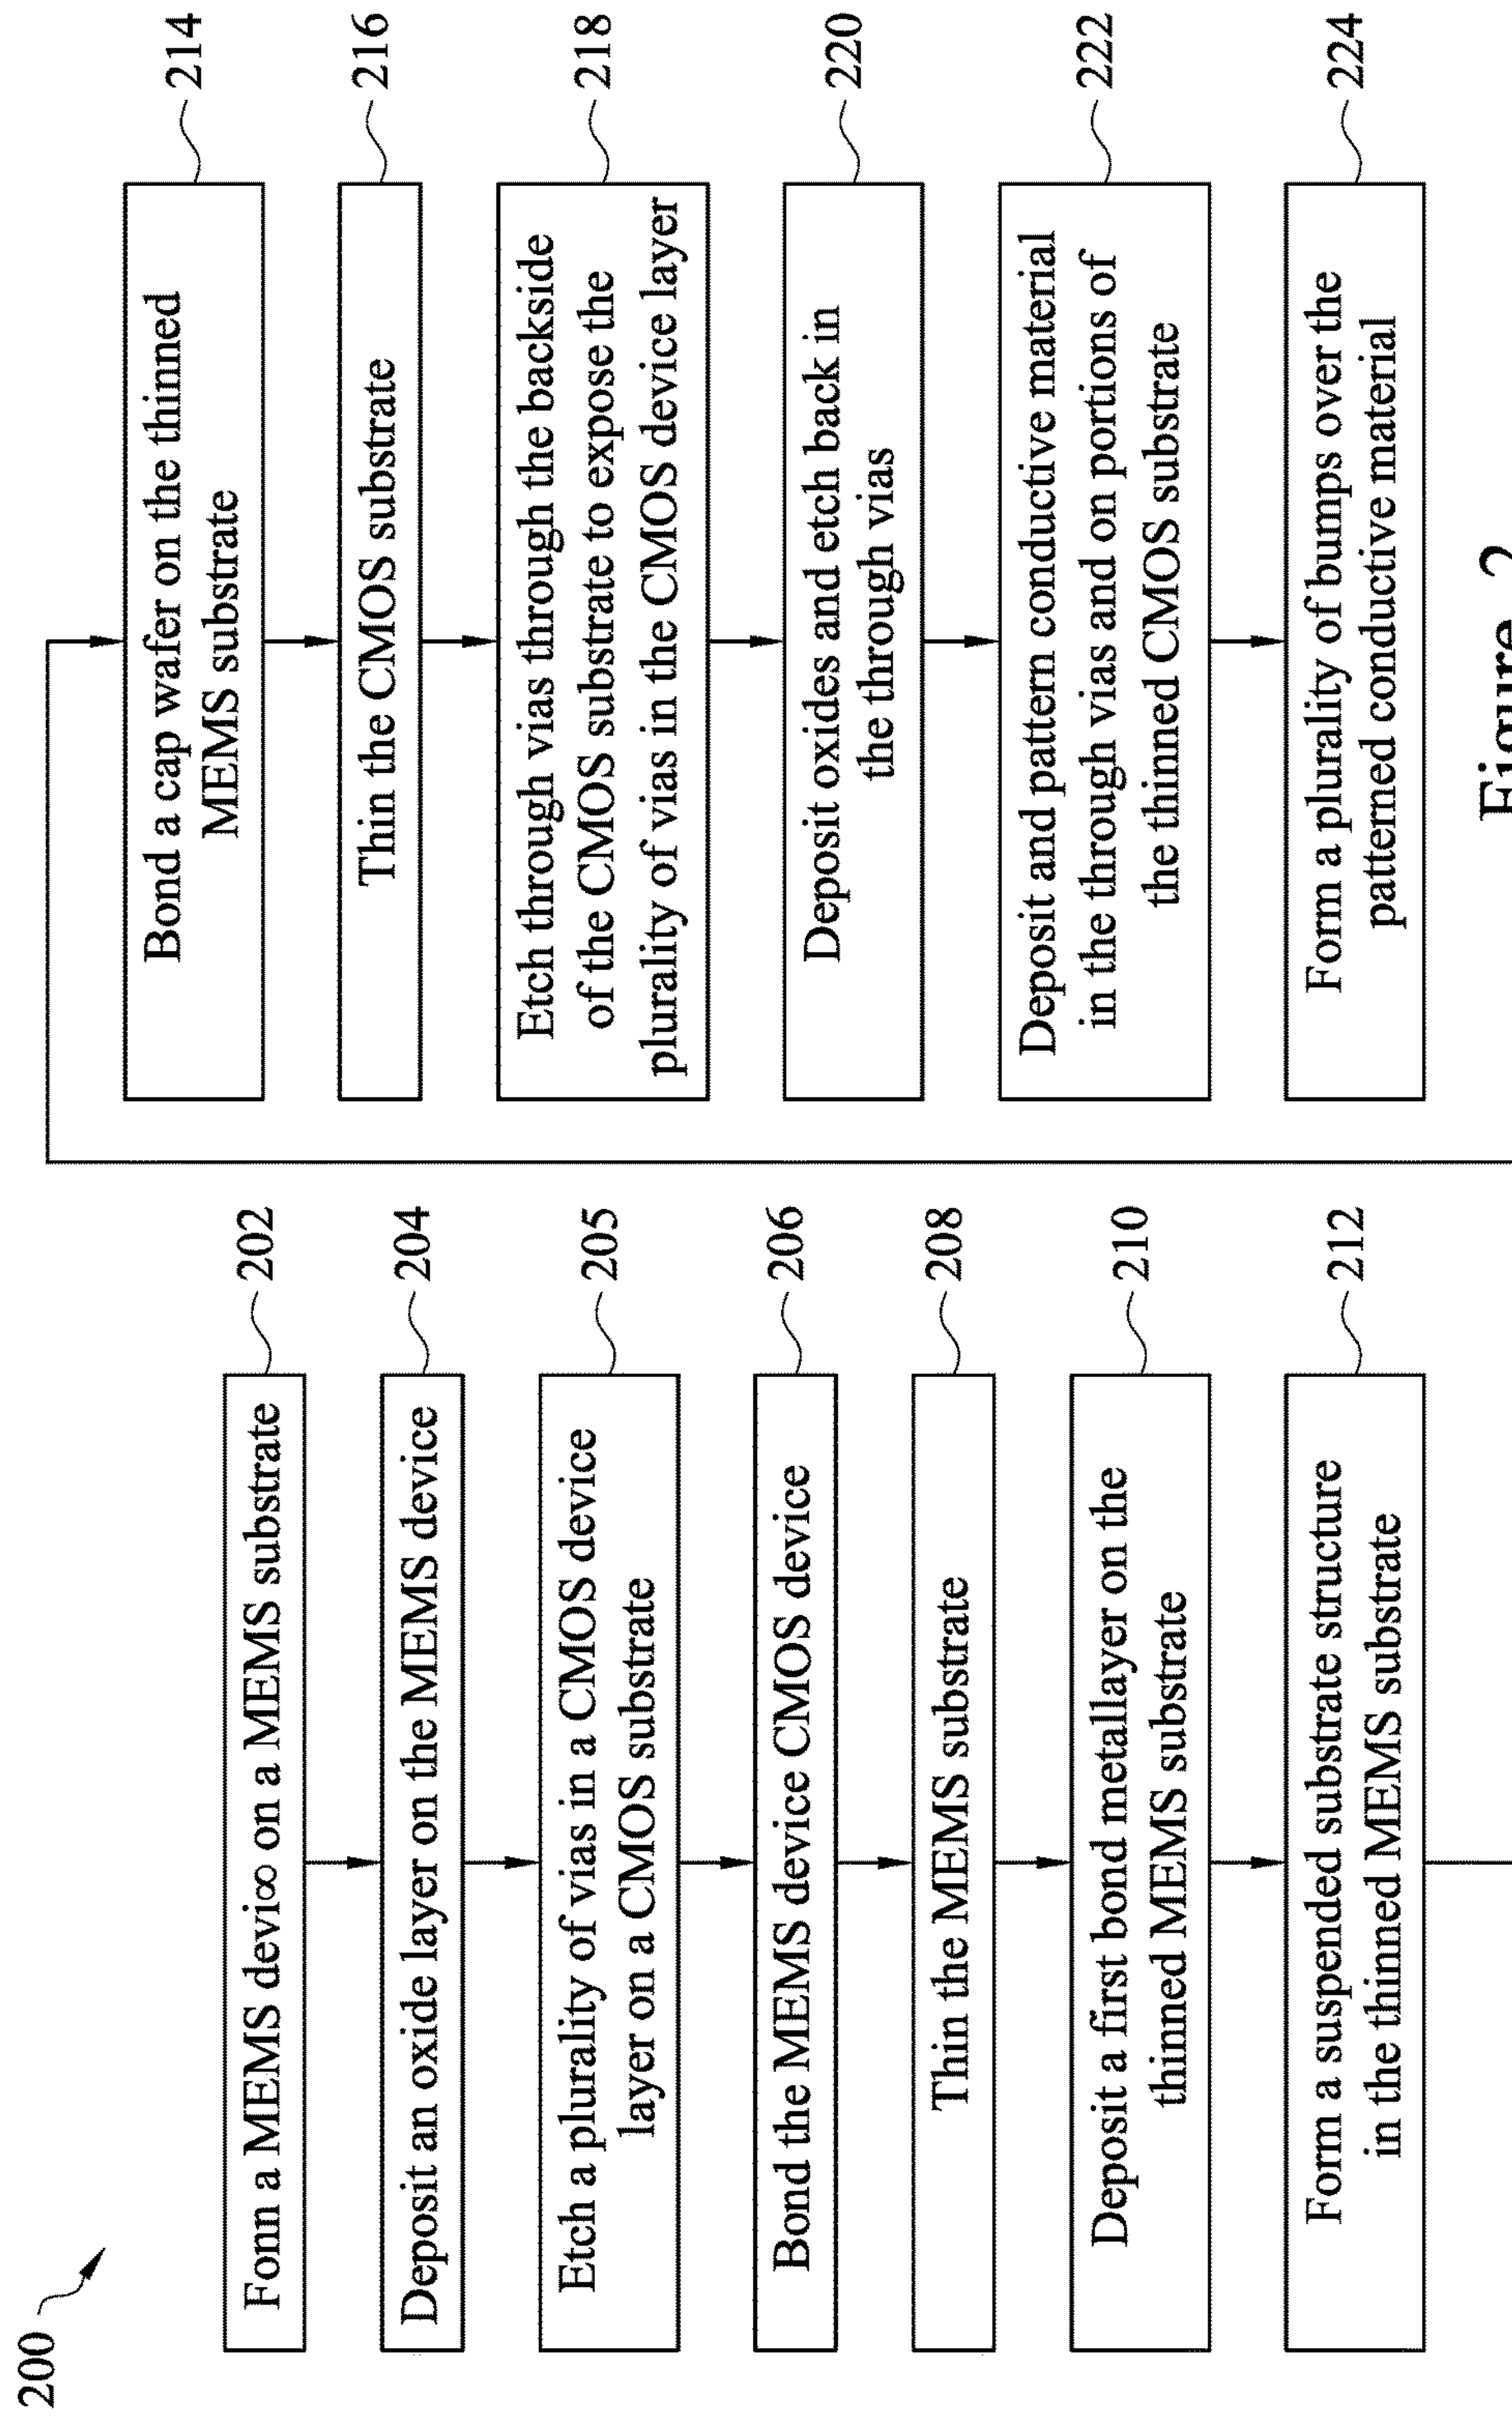 200
Fonn a MEMS devi∞ on a MEMS substrate
202
Deposit an oxide layer on the MEMS device
204
Etch a plurality of vias in a CMOS device
layer on a CMOS substrate
205
Bond the MEMS device CMOS device
206
Thin the MEMS substrate
208
Deposit a first bond metallayer on the
thinned MEMS substrate
210
Form a suspended substrate structure
in the thinned MEMS substrate
212
Bond a cap wafer on the thinned
MEMS substrate
214
Thin the CMOS substrate
216
Etch through vias through the backside
of the CMOS substrate to expose the
plurality of vias in the CMOS device layer
218
Deposit oxides and etch back in
the through vias
220
Deposit and pattern conductive material
in the through vias and on portions of
the thinned CMOS substrate
222
Form a plurality of bumps over the
patterned conductive material
224
Figure 2